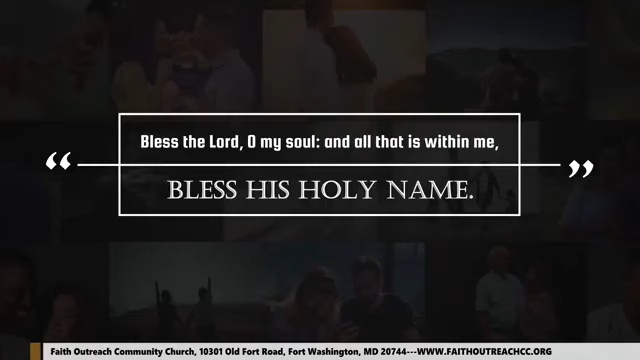 Bless the Lord, O my soul: and all that is within me,
“ ”
BLESS HIS HOLY NAME.
Faith Outreach Community Church, 10301 Old Fort Road, Fort Washington, MD 20744---WWW.FAITHOUTREACHCC.ORG